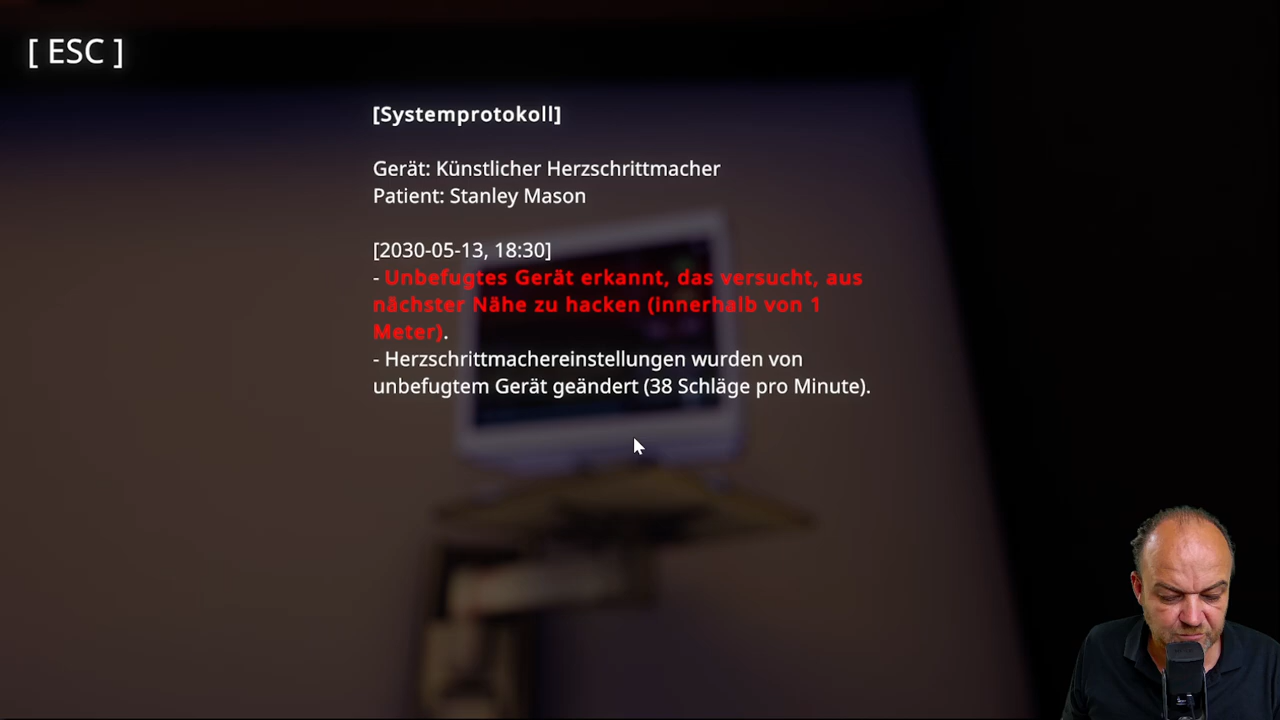 [ ESC ]
[Systemprotokoll]
Gerät: Künstlicher Herzschrittmacher
Patient: Stanley Mason
[2030-05-13, 18:30]
- Unbefugtes Gerät erkannt, das versucht, aus
nächster Nähe zu hacken (innerhalb von 1
Meter).
- Herzschrittmachereinstellungen wurden von
unbefugtem Gerät geändert (38 Schläge pro Minute).